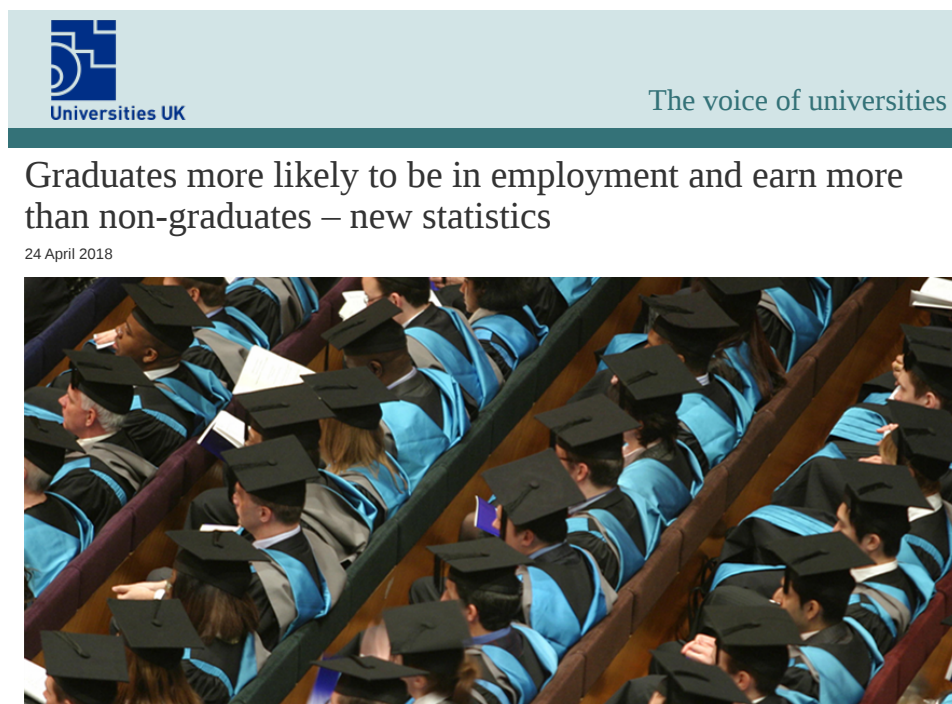 Universities UK
The voice of universities
Graduates more likely to be in employment and earn more
than non-graduates – new statistics
24 April 2018